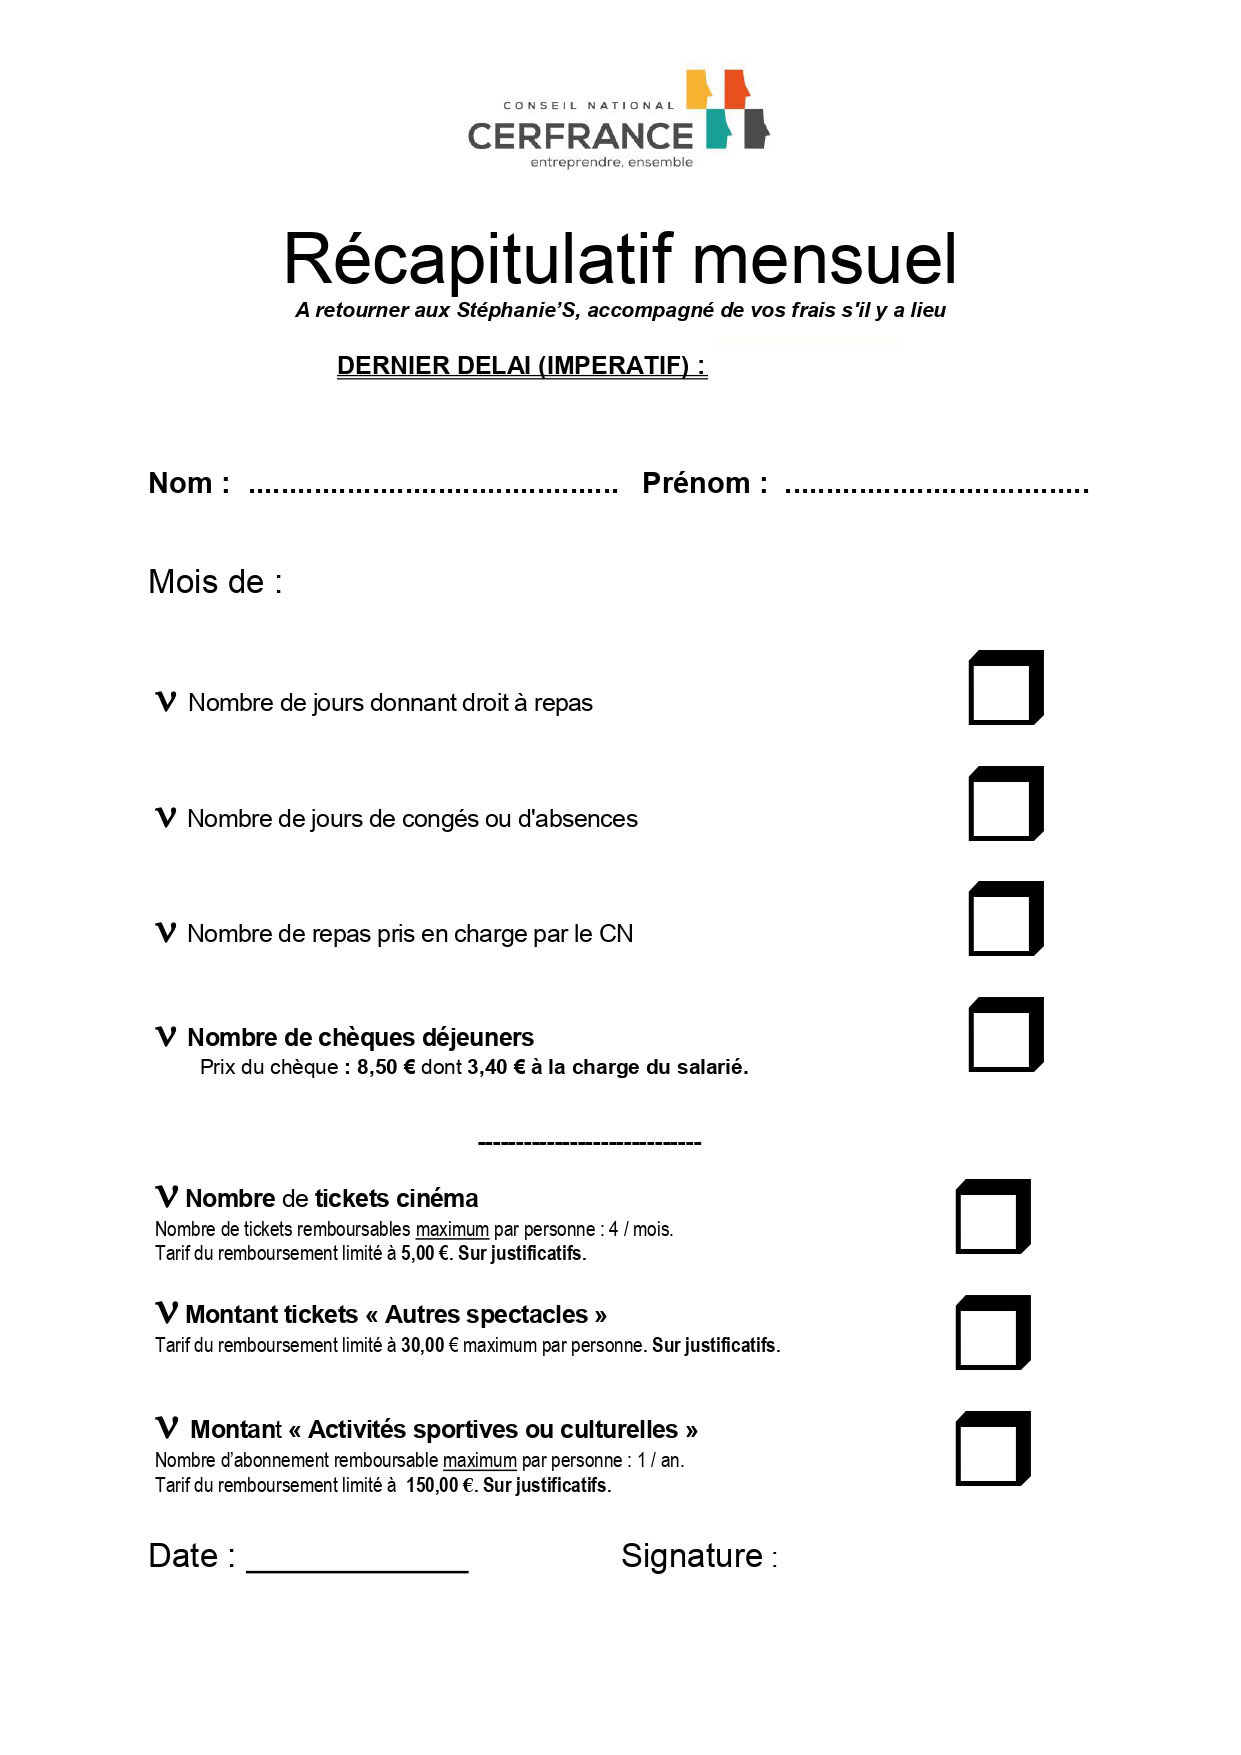 CONSEIL NATIONAL
CERFRANCE
entreprendre, ensemble
Récapitulatif mensuel
A retourner aux Stéphanie’S, accompagné de vos frais s'il y a lieu
DERNIER DELAI (IMPERATIF) :
Nom : ............................................. Prénom : .....................................
Mois de :
ν Nombre de jours donnant droit à repas
ν Nombre de jours de congés ou d'absences
ν Nombre de repas pris en charge par le CN
ν Nombre de chèques déjeuners
Prix du chèque : 8,50 € dont 3,40 € à la charge du salarié.
-----------------------------
ν Nombre de tickets cinéma
Nombre de tickets remboursables maximum par personne : 4 / mois.
Tarif du remboursement limité à 5,00 €. Sur justificatifs.
ν Montant tickets « Autres spectacles »
Tarif du remboursement limité à 30,00 € maximum par personne. Sur justificatifs.
ν Montant « Activités sportives ou culturelles »
Nombre d’abonnement remboursable maximum par personne : 1 / an.
Tarif du remboursement limité à 150,00 €. Sur justificatifs.
Date : ____________ Signature :